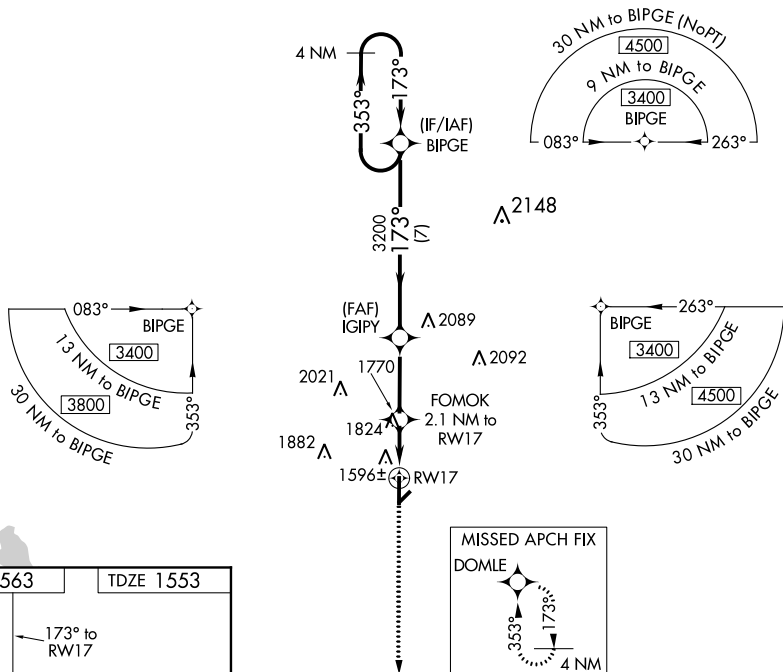 4 NM
353°
173°
(IF/IAF)
BIPGE
30 NM to BIPGE (NoPT)
4500
9 NM to BIPGE
3400
BIPGE
083°
263°
3200
173°
(7)
2148
083°
BIPGE
13 NM to BIPGE
3400
30 NM to BIPGE
3800
353°
(FAF)
IGIPY
2089
2092
1770
2021
FOMOK
2.1 NM to
RW17
1824
1882
1596±
RW17
263°
BIPGE
13 NM to BIPGE
3400
30 NM to BIPGE
4500
353°
563
TDZE 1553
173° to
RW17
MISSED APCH FIX
DOMLE
353°
173°
4 NM